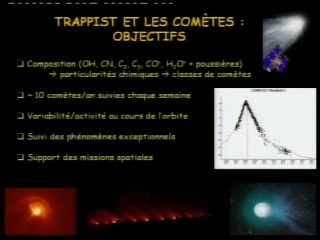 TRAPPIST ET LES COMÈTES :
OBJECTIFS
❑ Composition (OH, CN, C₂, C₃, CO⁺, H₂O⁺ + poussières)
→ particularités chimiques → classes de comètes
❑ ~ 10 comètes/an suivies chaque semaine
❑ Variabilité/activité au cours de l'orbite
❑ Suivi des phénomènes exceptionnels
❑ Support des missions spatiales